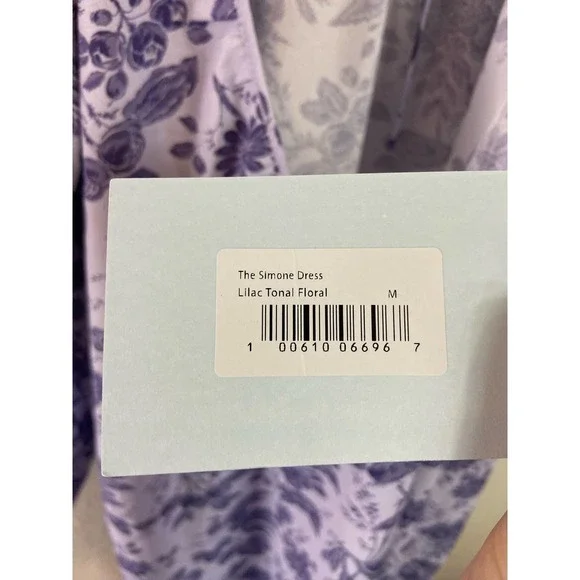 The Simone Dress
Lilac Tonal Floral M
1 00610 06696 7